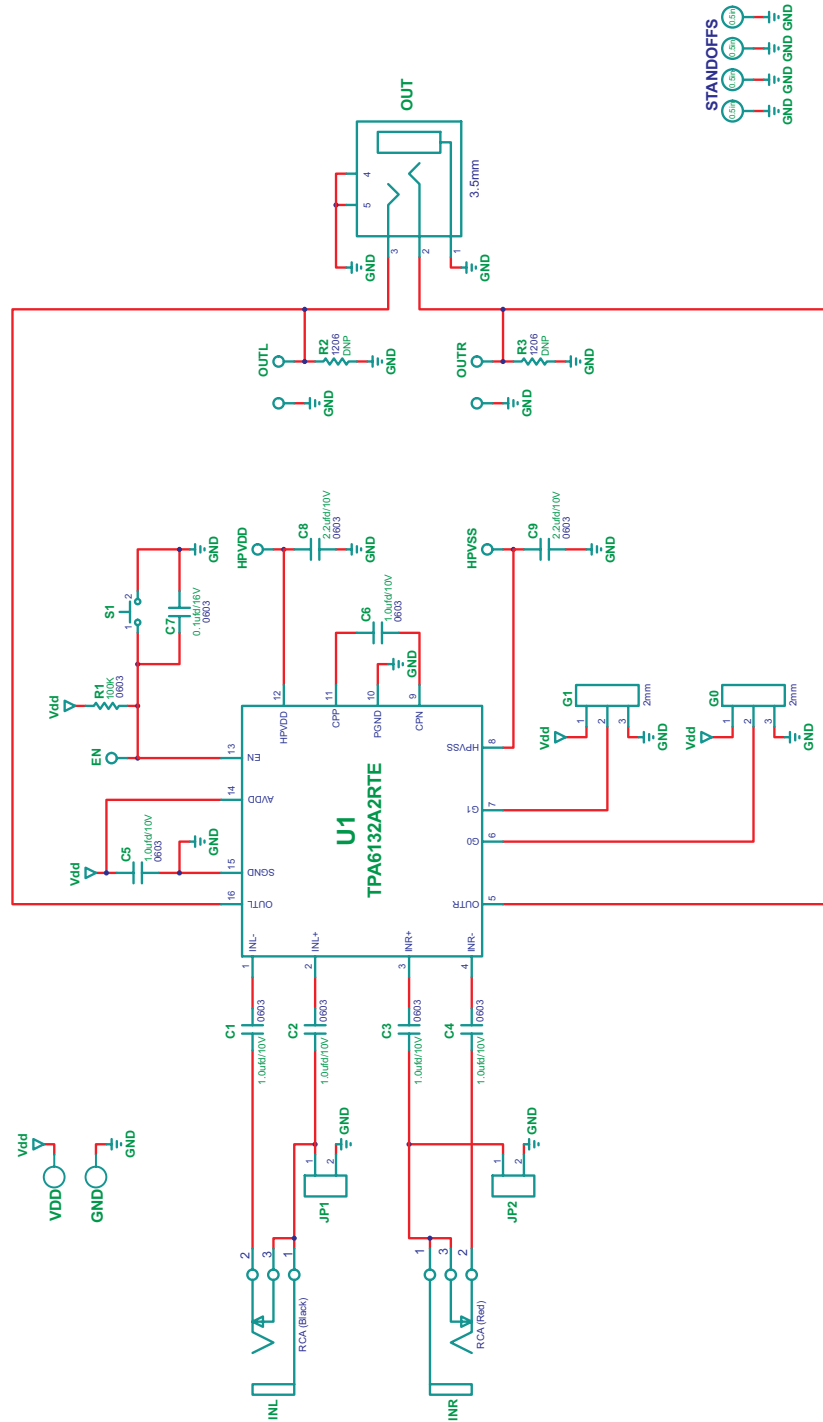 STANDOFFS
0.5in
0.5in
0.5in
0.5in
GND
GND
GND
GND
OUT
4
5
3
2
1
3.5mm
GND
GND
OUTL
R2
1206
DNP
GND
GND
OUTR
R3
1206
DNP
GND
GND
Vdd
R1
100K
0603
EN
S1
1
2
C7
0.1ufd/16V
0603
GND
HPVDD
C8
2.2ufd/10V
0603
GND
C6
1.0ufd/10V
0603
GND
HPVSS
C9
2.2ufd/10V
0603
GND
Vdd
C5
1.0ufd/10V
0603
GND
U1
TPA6132A2RTE
16
OUTL
15
SGND
14
AVDD
13
EN
12
HPVDD
11
CPP
10
PGND
9
CPN
8
HPVSS
7
G1
6
G0
5
OUTR
1
INL-
2
INL+
3
INR+
4
INR-
G1
Vdd
1
2
3
2mm
GND
G0
Vdd
1
2
3
2mm
GND
C1
1.0ufd/10V
0603
C2
1.0ufd/10V
0603
C3
1.0ufd/10V
0603
C4
1.0ufd/10V
0603
Vdd
VDD
GND
GND
JP1
1
2
GND
JP2
1
2
GND
INL
RCA (Black)
2
3
1
INR
RCA (Red)
1
3
2